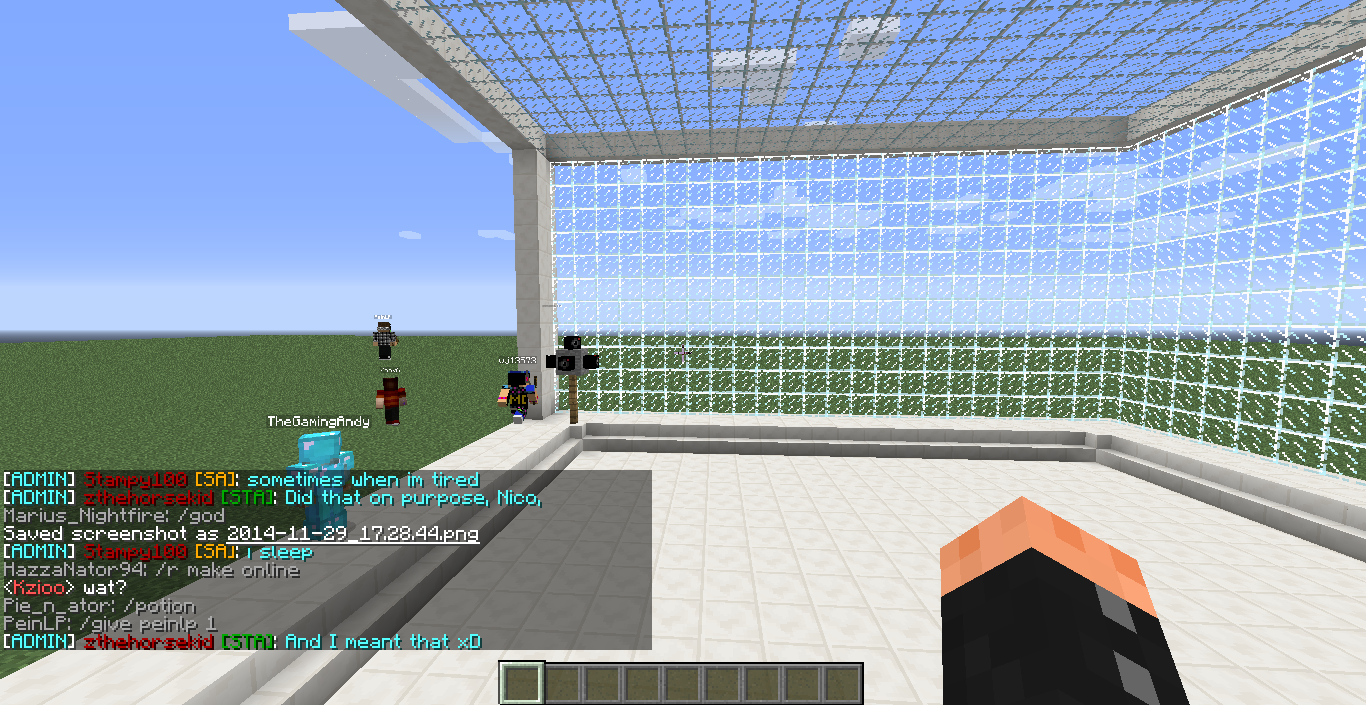 vj13573
TheGamingAndy
[ADMIN] Stampy100 [SA]: sometimes when im tired
[ADMIN] zthehorsekid [STA]: Did that on purpose, Nico,
Marius_Nightfire: /god
Saved screenshot as 2014-11-29_17.28.44.png
[ADMIN] Stampy100 [SA]: i sleep
HazzaNator94: /r make online
<Kzioo> wat?
Pie_n_ator: /potion
PeinLP: /give peinlp 1
[ADMIN] zthehorsekid [STA]: And I meant that xD